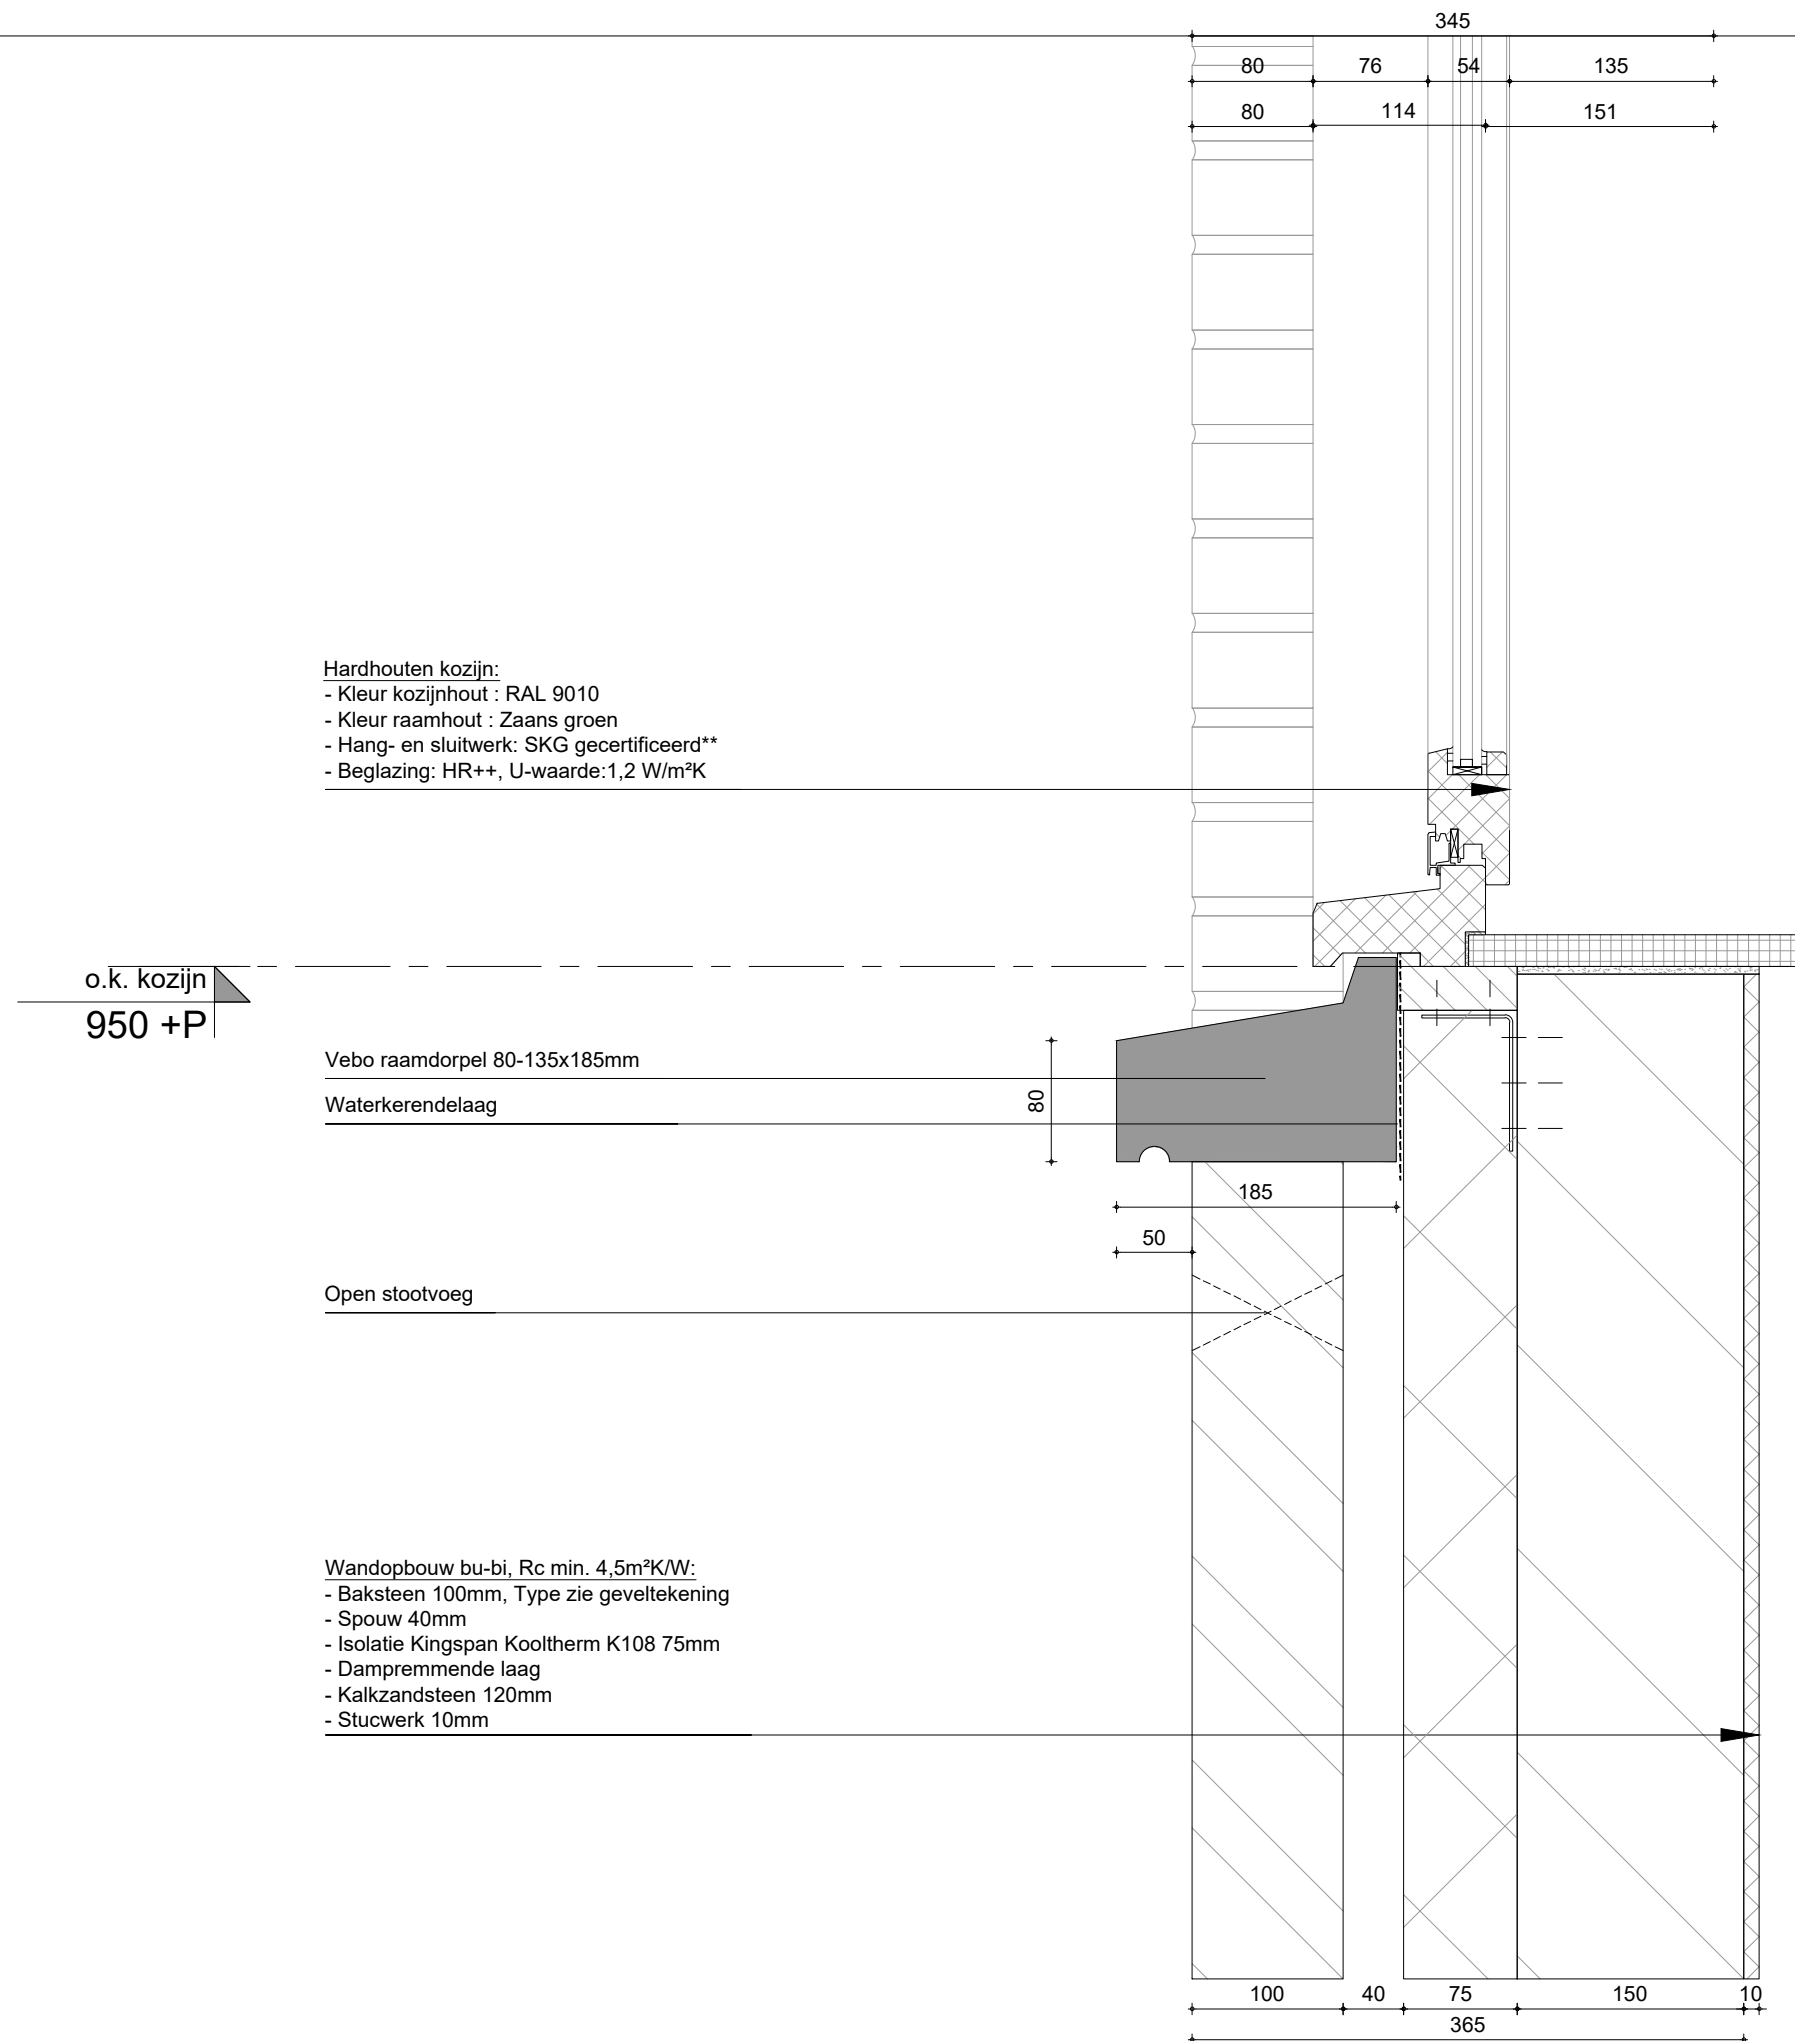 345
80 76 54 135
80 114 151
Hardhouten kozijn:
- Kleur kozijnhout : RAL 9010
- Kleur raamhout : Zaans groen
- Hang- en sluitwerk: SKG gecertificeerd**
- Beglazing: HR++, U-waarde:1,2 W/m²K
o.k. kozijn
950 +P
Vebo raamdorpel 80-135x185mm
80
Waterkerendelaag
185
50
Open stootvoeg
Wandopbouw bu-bi, Rc min. 4,5m²K/W:
- Baksteen 100mm, Type zie geveltekening
- Spouw 40mm
- Isolatie Kingspan Kooltherm K108 75mm
- Dampremmende laag
- Kalkzandsteen 120mm
- Stucwerk 10mm
100 40 75 150 10
365